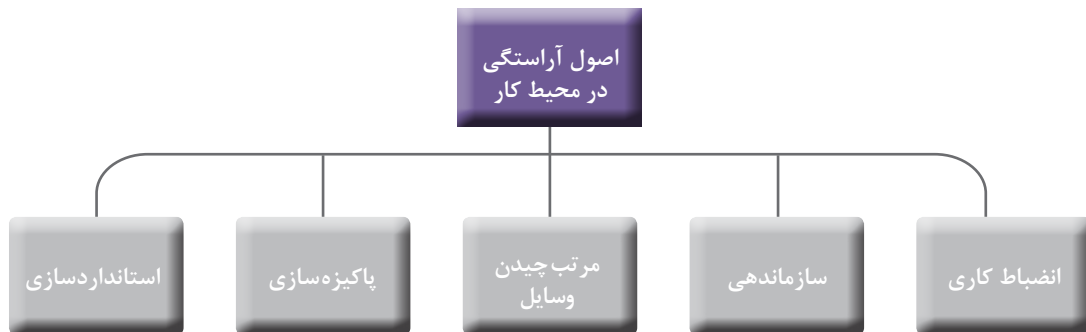 اصول آراستگی
در محیط کار
انضباط کاری
سازماندهی
مرتب‌چیدن
وسایل
پاکیزه‌سازی
استانداردسازی